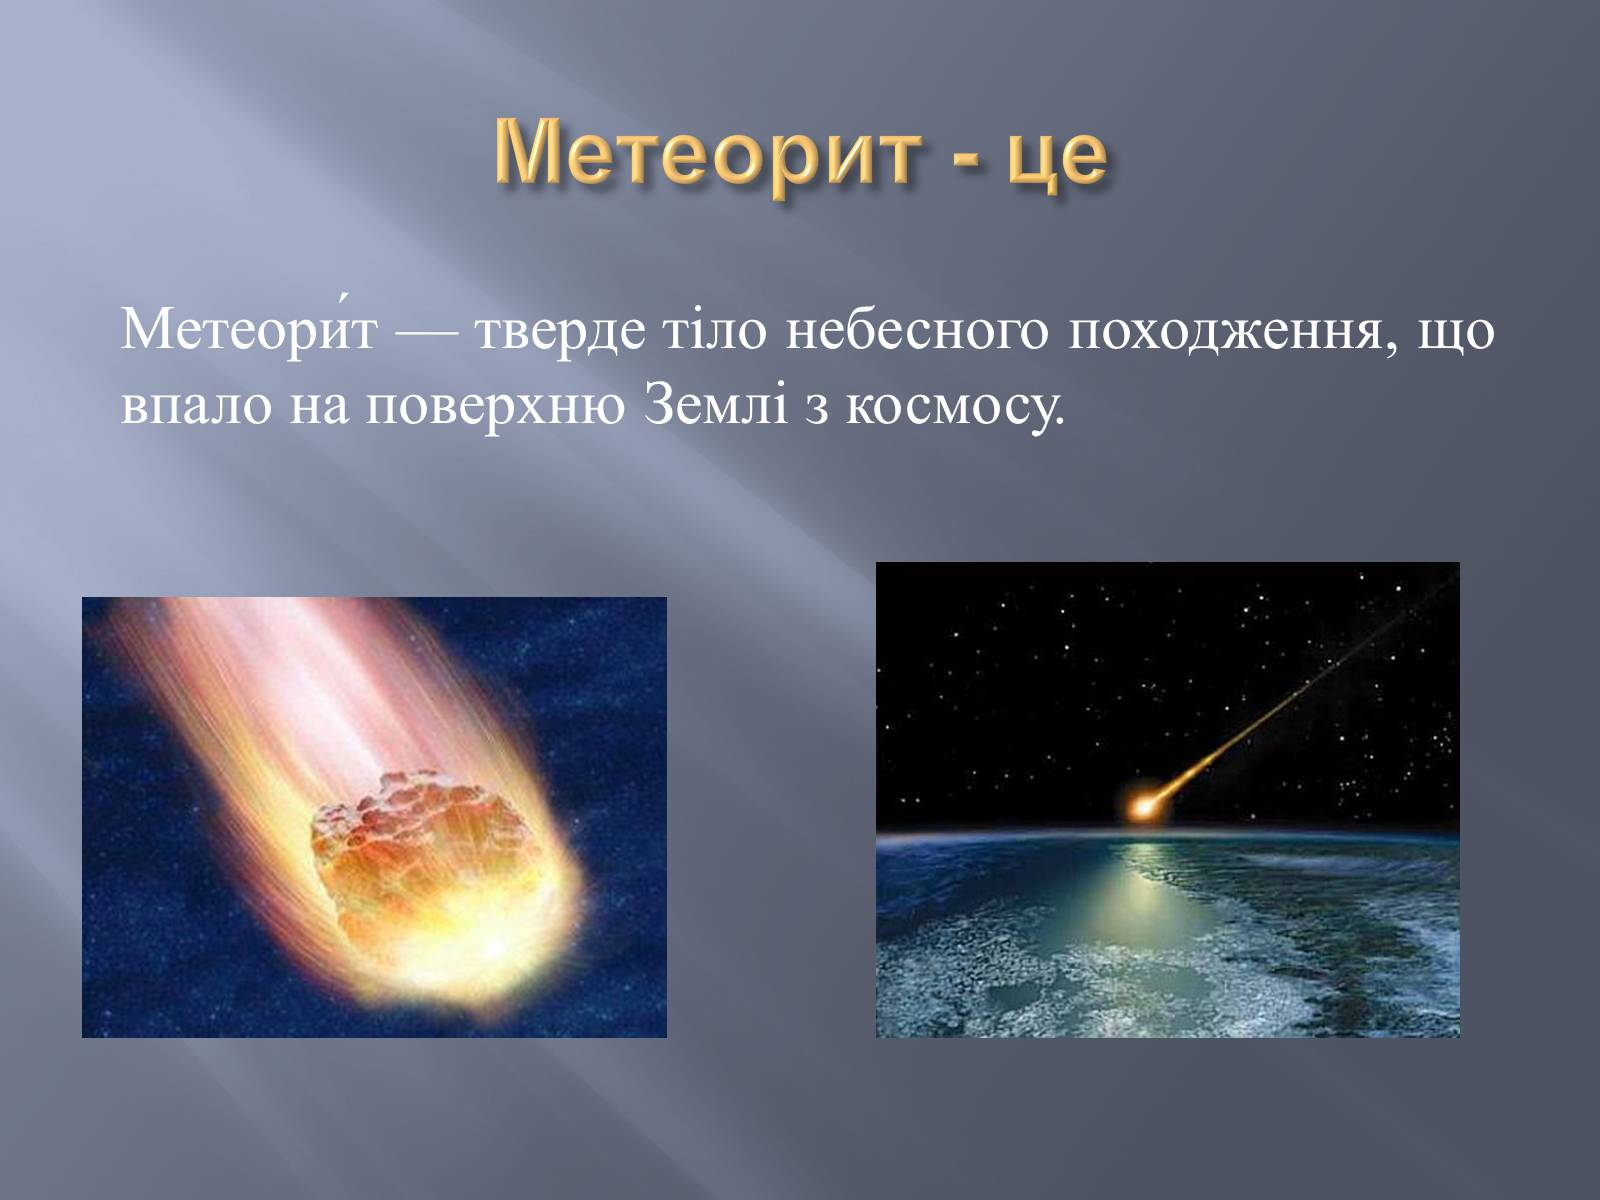 Метеорит - це
Метеори́т — тверде тіло небесного походження, що
впало на поверхню Землі з космосу.